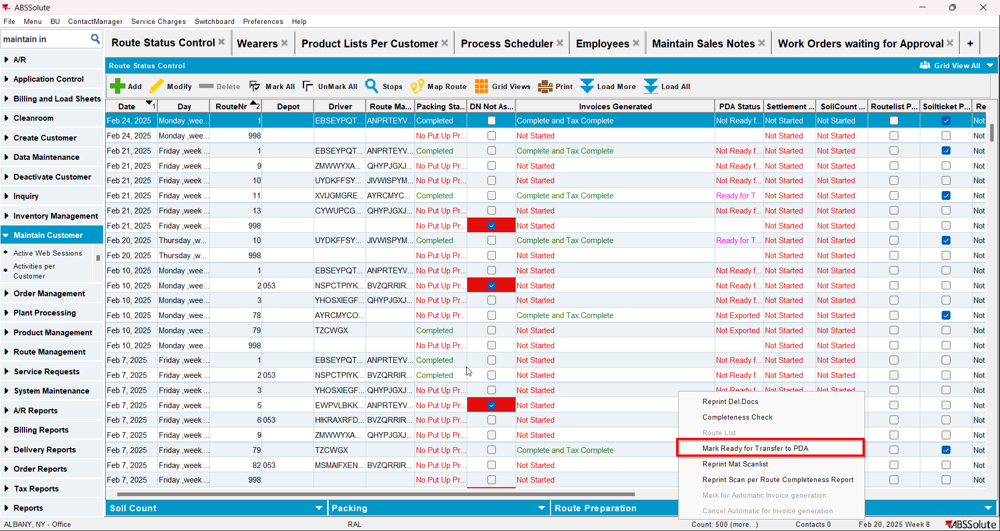 ABSSolute
File Menu BU ContactManager Service Charges Switchboard Preferences Help
maintain in
Route Status Control Wearers Product Lists Per Customer Process Scheduler Employees Maintain Sales Notes Work Orders waiting for Approval +
A/R
Application Control
Billing and Load Sheets
Cleanroom
Create Customer
Data Maintenance
Deactivate Customer
Inquiry
Inventory Management
Maintain Customer
Active Web Sessions
Activities per
Customer
Order Management
Plant Processing
Product Management
Route Management
Service Requests
System Maintenance
A/R Reports
Billing Reports
Delivery Reports
Order Reports
Tax Reports
Reports
Route Status Control Grid View All
Add Modify Delete Mark All UnMark All Stops Map Route Grid Views Print Load More Load All
Date 1 Day RouteNr 2 Depot Driver Route Ma... Packing Sta... DN Not As... Invoices Generated PDA Status Settlement ... SoilCount ... Routelist P... Soilticket P... Re
Feb 24, 2025 Monday ,wee... 1 EBSEYPQT... ANPRTEYV... Completed Complete and Tax Complete Not Ready f... Not Started Not Started Not
Feb 24, 2025 Monday ,wee... 998 No Put Up Pr... Not Started Not Started Not Started Not
Feb 21, 2025 Friday ,week ... 1 EBSEYPQT... ANPRTEYV... Completed Complete and Tax Complete Not Ready f... Not Started Not Started Not
Feb 21, 2025 Friday ,week ... 9 ZMWWYXA... QHYPJGXJ... No Put Up Pr... Not Started Not Ready f... Not Started Not Started Not
Feb 21, 2025 Friday ,week ... 10 UYDKFFSY... JIVWISPYM... No Put Up Pr... Not Started Not Ready f... Not Started Not Started Not
Feb 21, 2025 Friday ,week ... 11 XVIJGMGRE... AYRCMYC... Completed Complete and Tax Complete Ready for T... Not Started Not Started Not
Feb 21, 2025 Friday ,week ... 13 CYWUPCG... QHYPJGXJ... No Put Up Pr... Not Started Not Ready f... Not Started Not Started Not
Feb 21, 2025 Friday ,week ... 998 No Put Up Pr... Not Started Not Started Not Started Not
Feb 20, 2025 Thursday ,w... 10 UYDKFFSY... JIVWISPYM... Completed Complete and Tax Complete Ready for T... Not Started Not Started Not
Feb 20, 2025 Thursday ,w... 998 No Put Up Pr... Not Started Not Started Not Started Not
Feb 10, 2025 Monday ,wee... 1 EBSEYPQT... ANPRTEYV... No Put Up Pr... Not Started Not Ready f... Not Started Not Started Not
Feb 10, 2025 Monday ,wee... 2 053 NSPCTPIYK... BVZQRRIR... No Put Up Pr... Not Started Not Ready f... Not Started Not Started Not
Feb 10, 2025 Monday ,wee... 3 YHOSXIEGF... QHYPJGXJ... No Put Up Pr... Not Started Not Ready f... Not Started Not Started Not
Feb 10, 2025 Monday ,wee... 78 AYRCMYCO... No Put Up Pr... Complete and Tax Complete Not Exported Not Started Not Started Not
Feb 10, 2025 Monday ,wee... 79 TZCWGX Completed Not Started Not Exported Not Started Not Started Not
Feb 10, 2025 Monday ,wee... 998 No Put Up Pr... Not Started Not Started Not Started Not
Feb 7, 2025 Friday ,week ... 1 EBSEYPQT... ANPRTEYV... Completed Not Started Not Ready f... Not Started Not Started Not
Feb 7, 2025 Friday ,week ... 2 053 NSPCTPIYK... BVZQRRIR... Completed Not Started Not Ready f... Not Started Not Started Not
Feb 7, 2025 Friday ,week ... 3 YHOSXIEGF... QHYPJGXJ... No Put Up Pr... Not Started Not Ready f... Not Started Not Started Not
Feb 7, 2025 Friday ,week ... 5 EWPVLBKK... ANPRTEYV... No Put Up Pr... Not Started Not
Feb 7, 2025 Friday ,week ... 6 053 HIKRAXRFD... BVZQRRIR... No Put Up Pr... Not Started Not
Feb 7, 2025 Friday ,week ... 9 ZMWWYXA... QHYPJGXJ... No Put Up Pr... Not Started Not
Feb 7, 2025 Friday ,week ... 79 TZCWGX No Put Up Pr... Complete and Tax Complete Not
Feb 7, 2025 Friday ,week ... 82 053 MSMAIFXEN... BVZQRRIR... No Put Up Pr... Not Started Not
Feb 7, 2025 Friday ,week ... 998 No Put Up Pr... Not Started Not
Reprint Del.Docs
Completeness Check
Route List
Mark Ready for Transfer to PDA
Reprint Mat Scanlist
Reprint Scan per Route Completeness Report
Mark for Automatic Invoice generation
Cancel Automatic for Invoice generation
Soil Count Packing Route Preparation
ALBANY, NY - Office RAL Count: 500 (more...) Contacts 0 Feb 20, 2025 Week 8 ABSSolute